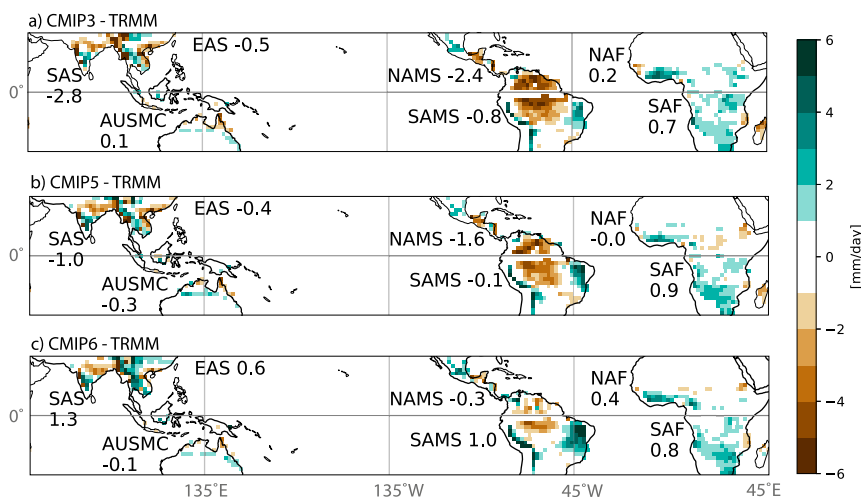 a) CMIP3 - TRMM
EAS -0.5
SAS
-2.8
AUSMC
0.1
NAMS -2.4
SAMS -0.8
NAF
0.2
SAF
0.7
0°
b) CMIP5 - TRMM
EAS -0.4
SAS
-1.0
AUSMC
-0.3
NAMS -1.6
SAMS -0.1
NAF
-0.0
SAF
0.9
0°
c) CMIP6 - TRMM
EAS 0.6
SAS
1.3
AUSMC
-0.1
NAMS -0.3
SAMS 1.0
NAF
0.4
SAF
0.8
0°
135°E
135°W
45°W
45°E
6
4
2
0
−2
−4
−6
[mm/day]